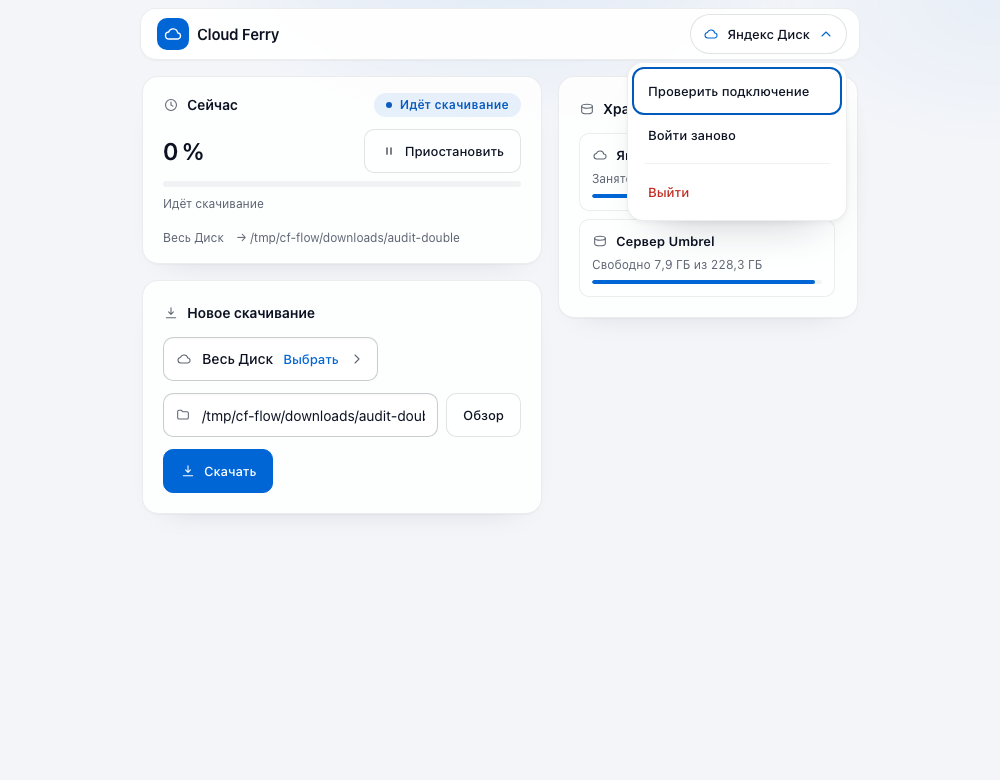 Cloud Ferry
Яндекс Диск
Сейчас
Идёт скачивание
0 %
Приостановить
Идёт скачивание
Весь Диск → /tmp/cf-flow/downloads/audit-double
Новое скачивание
Весь Диск Выбрать
/tmp/cf-flow/downloads/audit-doul
Обзор
Скачать
Проверить подключение
Войти заново
Выйти
Сервер Umbrel
Свободно 7,9 ГБ из 228,3 ГБ